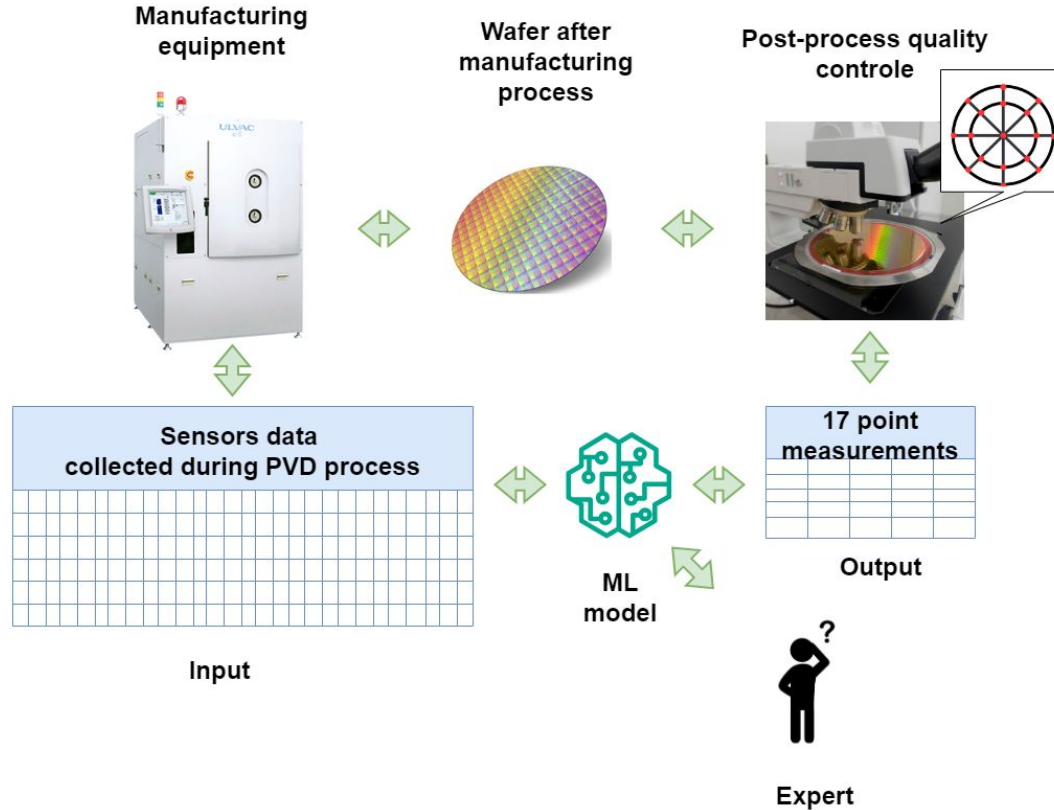 Manufacturing
equipment
Wafer after
manufacturing
process
Post-process quality
controle
ULVAC
Sensors data
collected during PVD process
17 point
measurements
ML
model
Input
Output
?
Expert